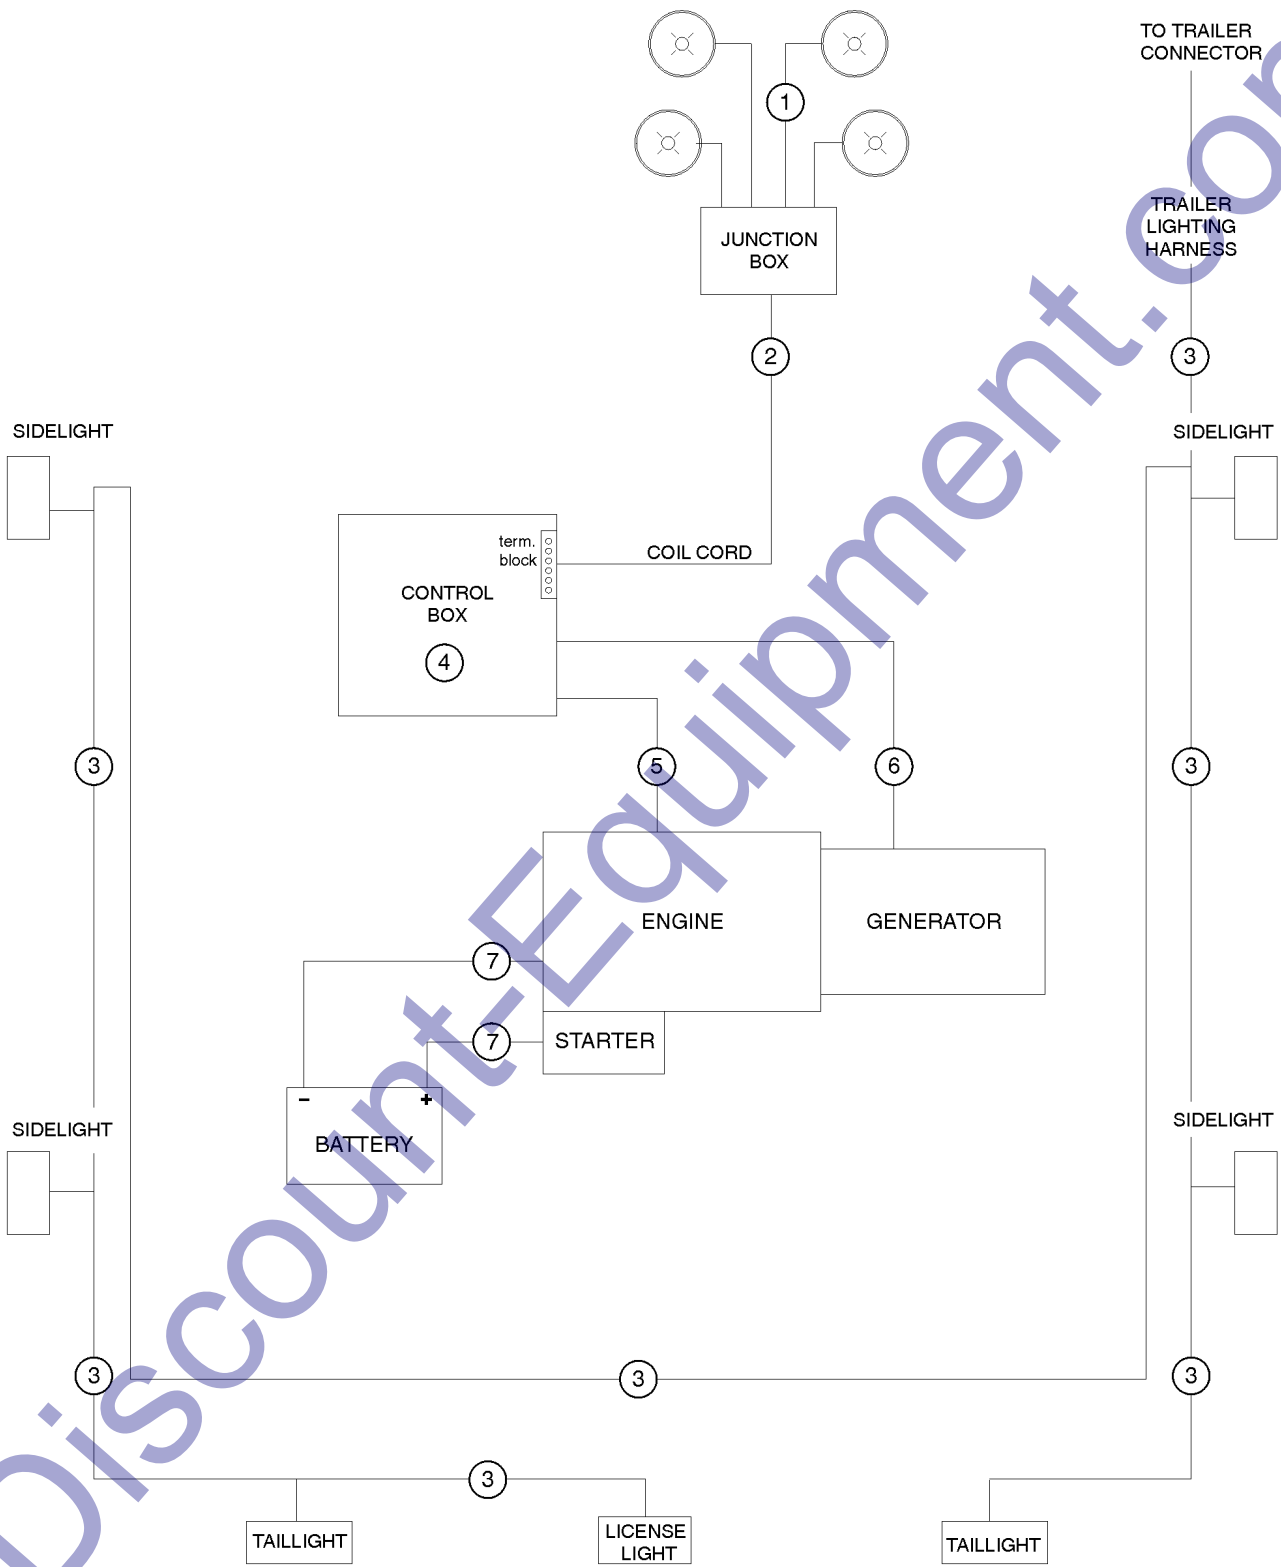 TO TRAILER
CONNECTOR
1
TRAILER
LIGHTING
HARNESS
JUNCTION
BOX
2
3
SIDELIGHT
SIDELIGHT
term.
block
COIL CORD
CONTROL
BOX
4
3
5
6
3
ENGINE
GENERATOR
7
7
STARTER
- +
BATTERY
SIDELIGHT
SIDELIGHT
3
3
3
3
TAILLIGHT
LICENSE
LIGHT
TAILLIGHT
Discount-Equipment.com